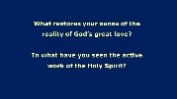 What restores your sense of the
reality of God's great love?
To what have you seen the active
work of the Holy Spirit?